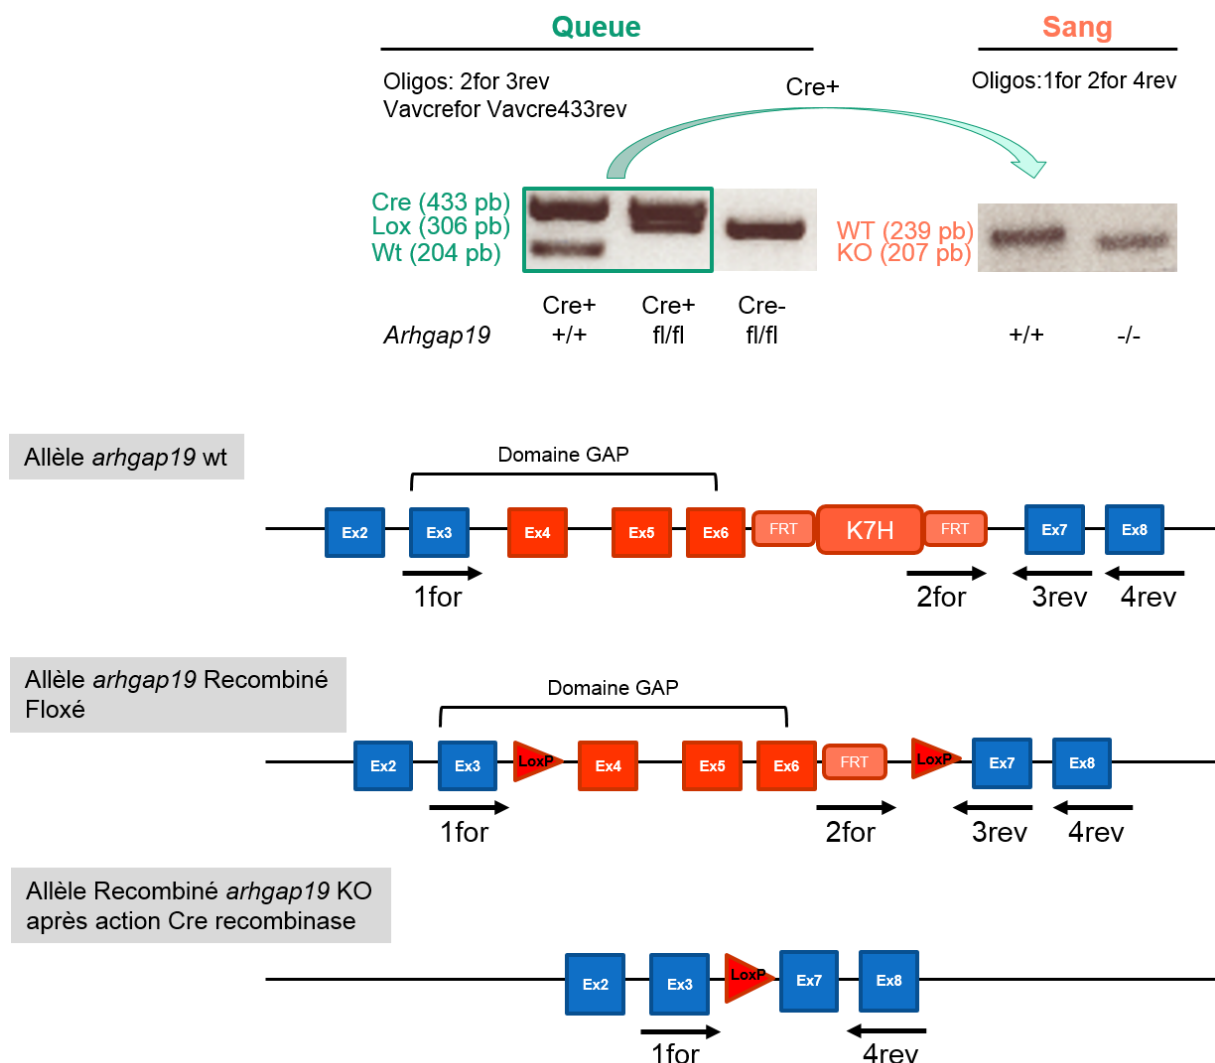 Queue
Sang
Oligos: 2for 3rev
Vavcrefor Vavcre433rev
Cre+
Oligos:1for 2for 4rev
Cre (433 pb)
Lox (306 pb)
Wt (204 pb)
WT (239 pb)
KO (207 pb)
Cre+ Cre+ Cre-
Arhgap19 +/+ fl/fl fl/fl +/+ -/-
Allèle arhgap19 wt
Domaine GAP
Ex2 Ex3 Ex4 Ex5 Ex6 FRT K7H FRT Ex7 Ex8
1for 2for 3rev 4rev
Allèle arhgap19 Recombiné
Floxé
Domaine GAP
Ex2 Ex3 LoxP Ex4 Ex5 Ex6 FRT LoxP Ex7 Ex8
1for 2for 3rev 4rev
Allèle Recombiné arhgap19 KO
après action Cre recombinase
Ex2 Ex3 LoxP Ex7 Ex8
1for 4rev